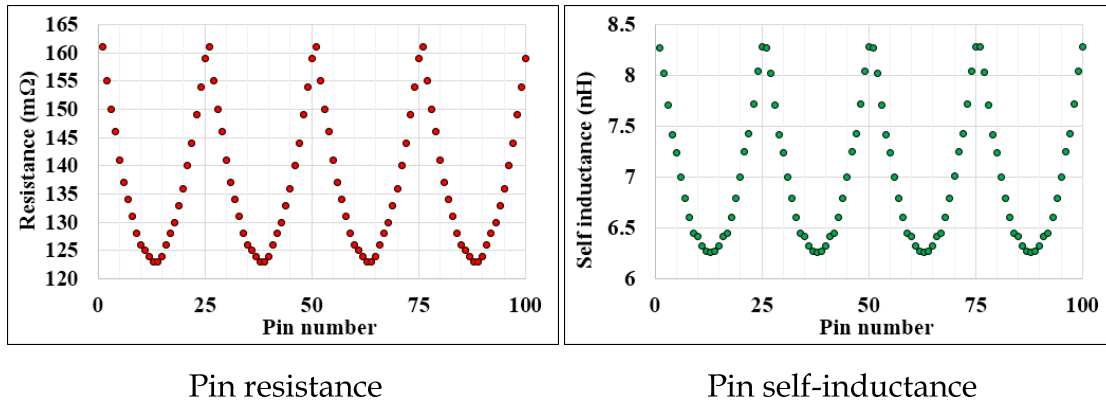 165
160
155
150
145
140
135
130
125
120
Resistance (mΩ)
0 25 50 75 100
Pin number
8.5
8
7.5
7
6.5
6
Self inductance (nH)
0 25 50 75 100
Pin number
Pin resistance
Pin self-inductance